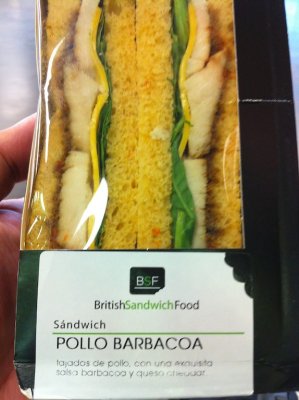 BSF
BritishSandwichFood
Sándwich
POLLO BARBACOA
tajadas de pollo, con una exquisita
salsa barbacoa y queso cheddar.